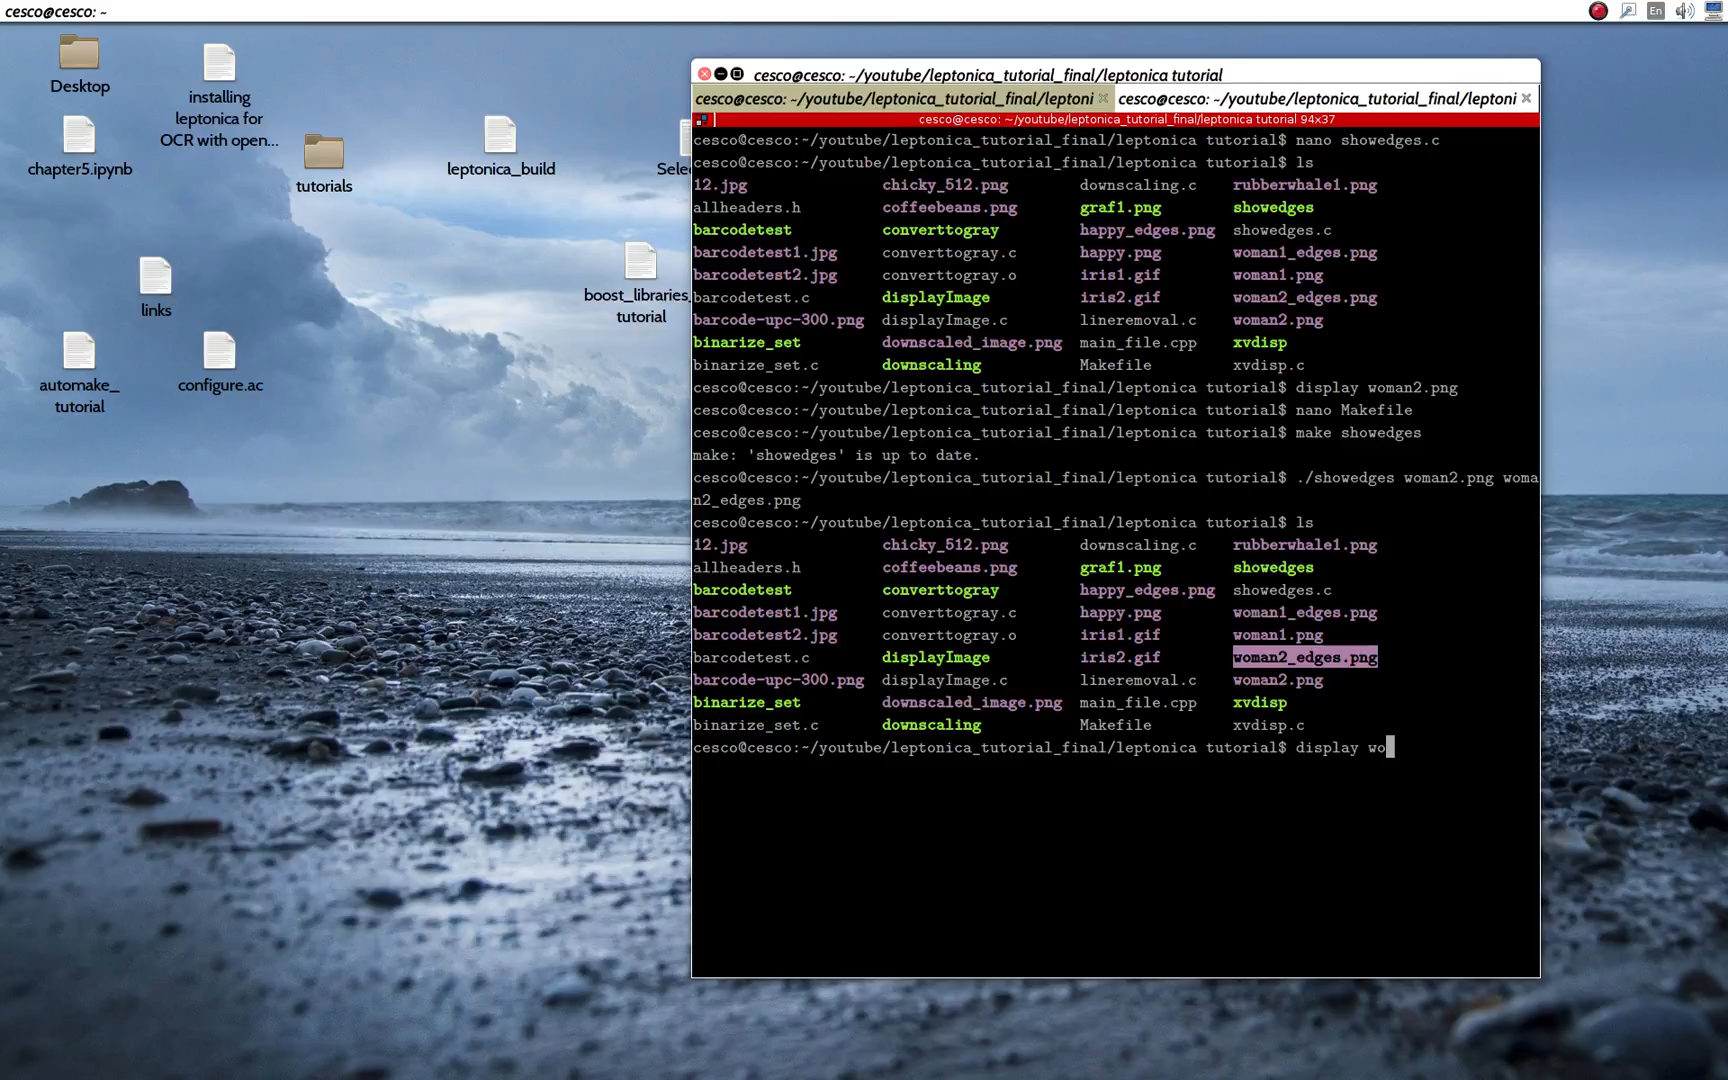 cesco@cesco: ~
En
Desktop
installing
leptonica for
OCR with open...
chapter5.ipynb
tutorials
leptonica_build
links
boost_libraries_
tutorial
automake_
tutorial
configure.ac
cesco@cesco: ~/youtube/leptonica_tutorial_final/leptonica tutorial
cesco@cesco: ~/youtube/leptonica_tutorial_final/leptoni
cesco@cesco: ~/youtube/leptonica_tutorial_final/leptoni
cesco@cesco: ~/youtube/leptonica_tutorial_final/leptonica tutorial 94x37
cesco@cesco:~/youtube/leptonica_tutorial_final/leptonica tutorial$ nano showedges.c
cesco@cesco:~/youtube/leptonica_tutorial_final/leptonica tutorial$ ls
12.jpg chicky_512.png downscaling.c rubberwhale1.png
allheaders.h coffeebeans.png graf1.png showedges
barcodetest converttogray happy_edges.png showedges.c
barcodetest1.jpg converttogray.c happy.png woman1_edges.png
barcodetest2.jpg converttogray.o iris1.gif woman1.png
barcodetest.c displayImage iris2.gif woman2_edges.png
barcode-upc-300.png displayImage.c lineremoval.c woman2.png
binarize_set downscaled_image.png main_file.cpp xvdisp
binarize_set.c downscaling Makefile xvdisp.c
cesco@cesco:~/youtube/leptonica_tutorial_final/leptonica tutorial$ display woman2.png
cesco@cesco:~/youtube/leptonica_tutorial_final/leptonica tutorial$ nano Makefile
cesco@cesco:~/youtube/leptonica_tutorial_final/leptonica tutorial$ make showedges
make: 'showedges' is up to date.
cesco@cesco:~/youtube/leptonica_tutorial_final/leptonica tutorial$ ./showedges woman2.png woma
n2_edges.png
cesco@cesco:~/youtube/leptonica_tutorial_final/leptonica tutorial$ ls
12.jpg chicky_512.png downscaling.c rubberwhale1.png
allheaders.h coffeebeans.png graf1.png showedges
barcodetest converttogray happy_edges.png showedges.c
barcodetest1.jpg converttogray.c happy.png woman1_edges.png
barcodetest2.jpg converttogray.o iris1.gif woman1.png
barcodetest.c displayImage iris2.gif woman2_edges.png
barcode-upc-300.png displayImage.c lineremoval.c woman2.png
binarize_set downscaled_image.png main_file.cpp xvdisp
binarize_set.c downscaling Makefile xvdisp.c
cesco@cesco:~/youtube/leptonica_tutorial_final/leptonica tutorial$ display wo